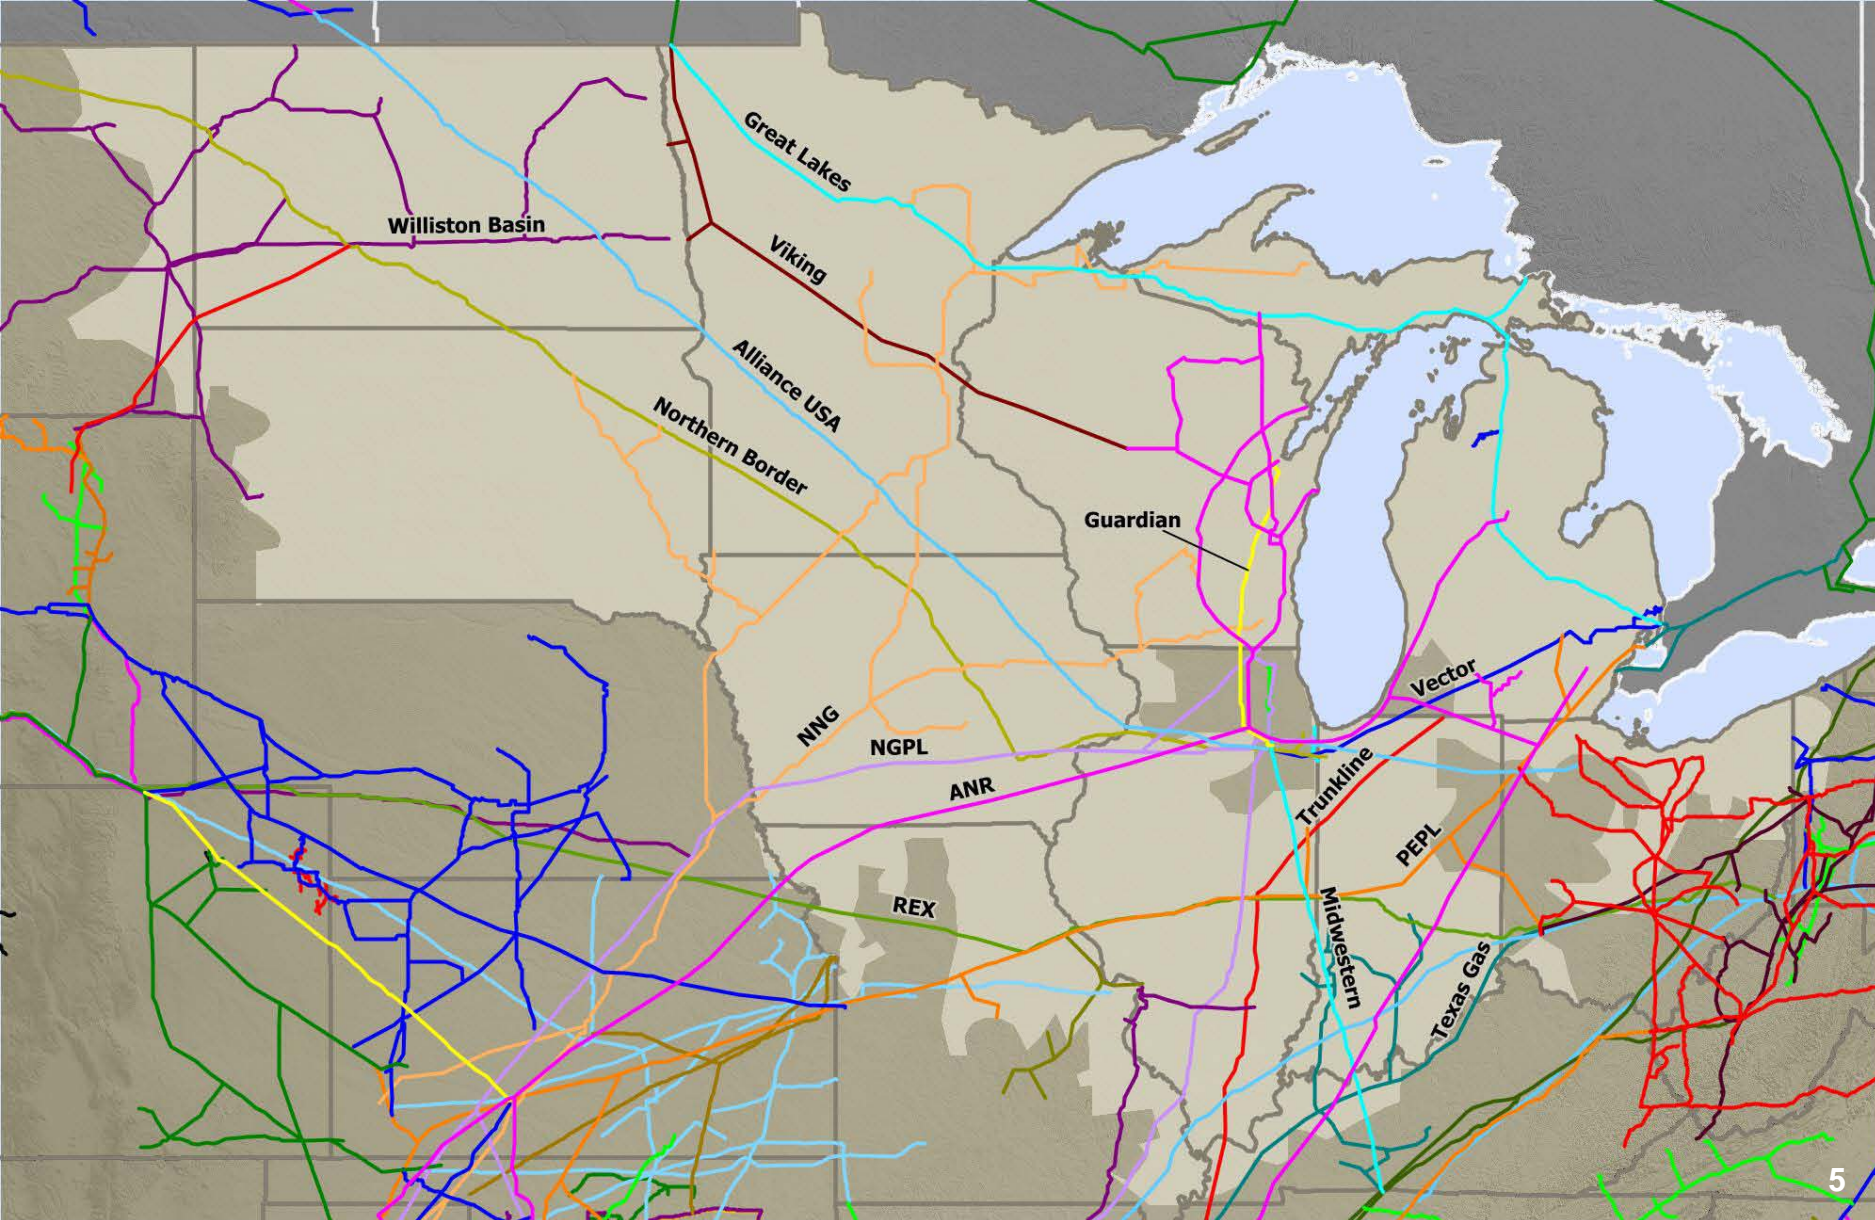 Great Lakes
Williston Basin
Viking
Alliance USA
Northern Border
Guardian
Vector
NNG
NGPL
ANR
Trunkline
PEPL
REX
Midwestern
Texas Gas
5